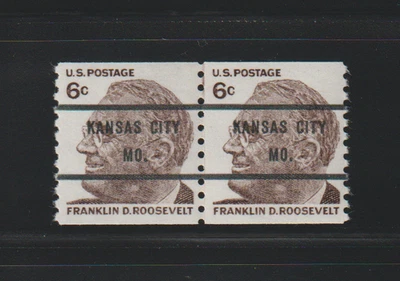 U.S. POSTAGE
6c
KANSAS CITY
MO.
FRANKLIN D. ROOSEVELT
U.S. POSTAGE
6c
KANSAS CITY
MO.
FRANKLIN D. ROOSEVELT